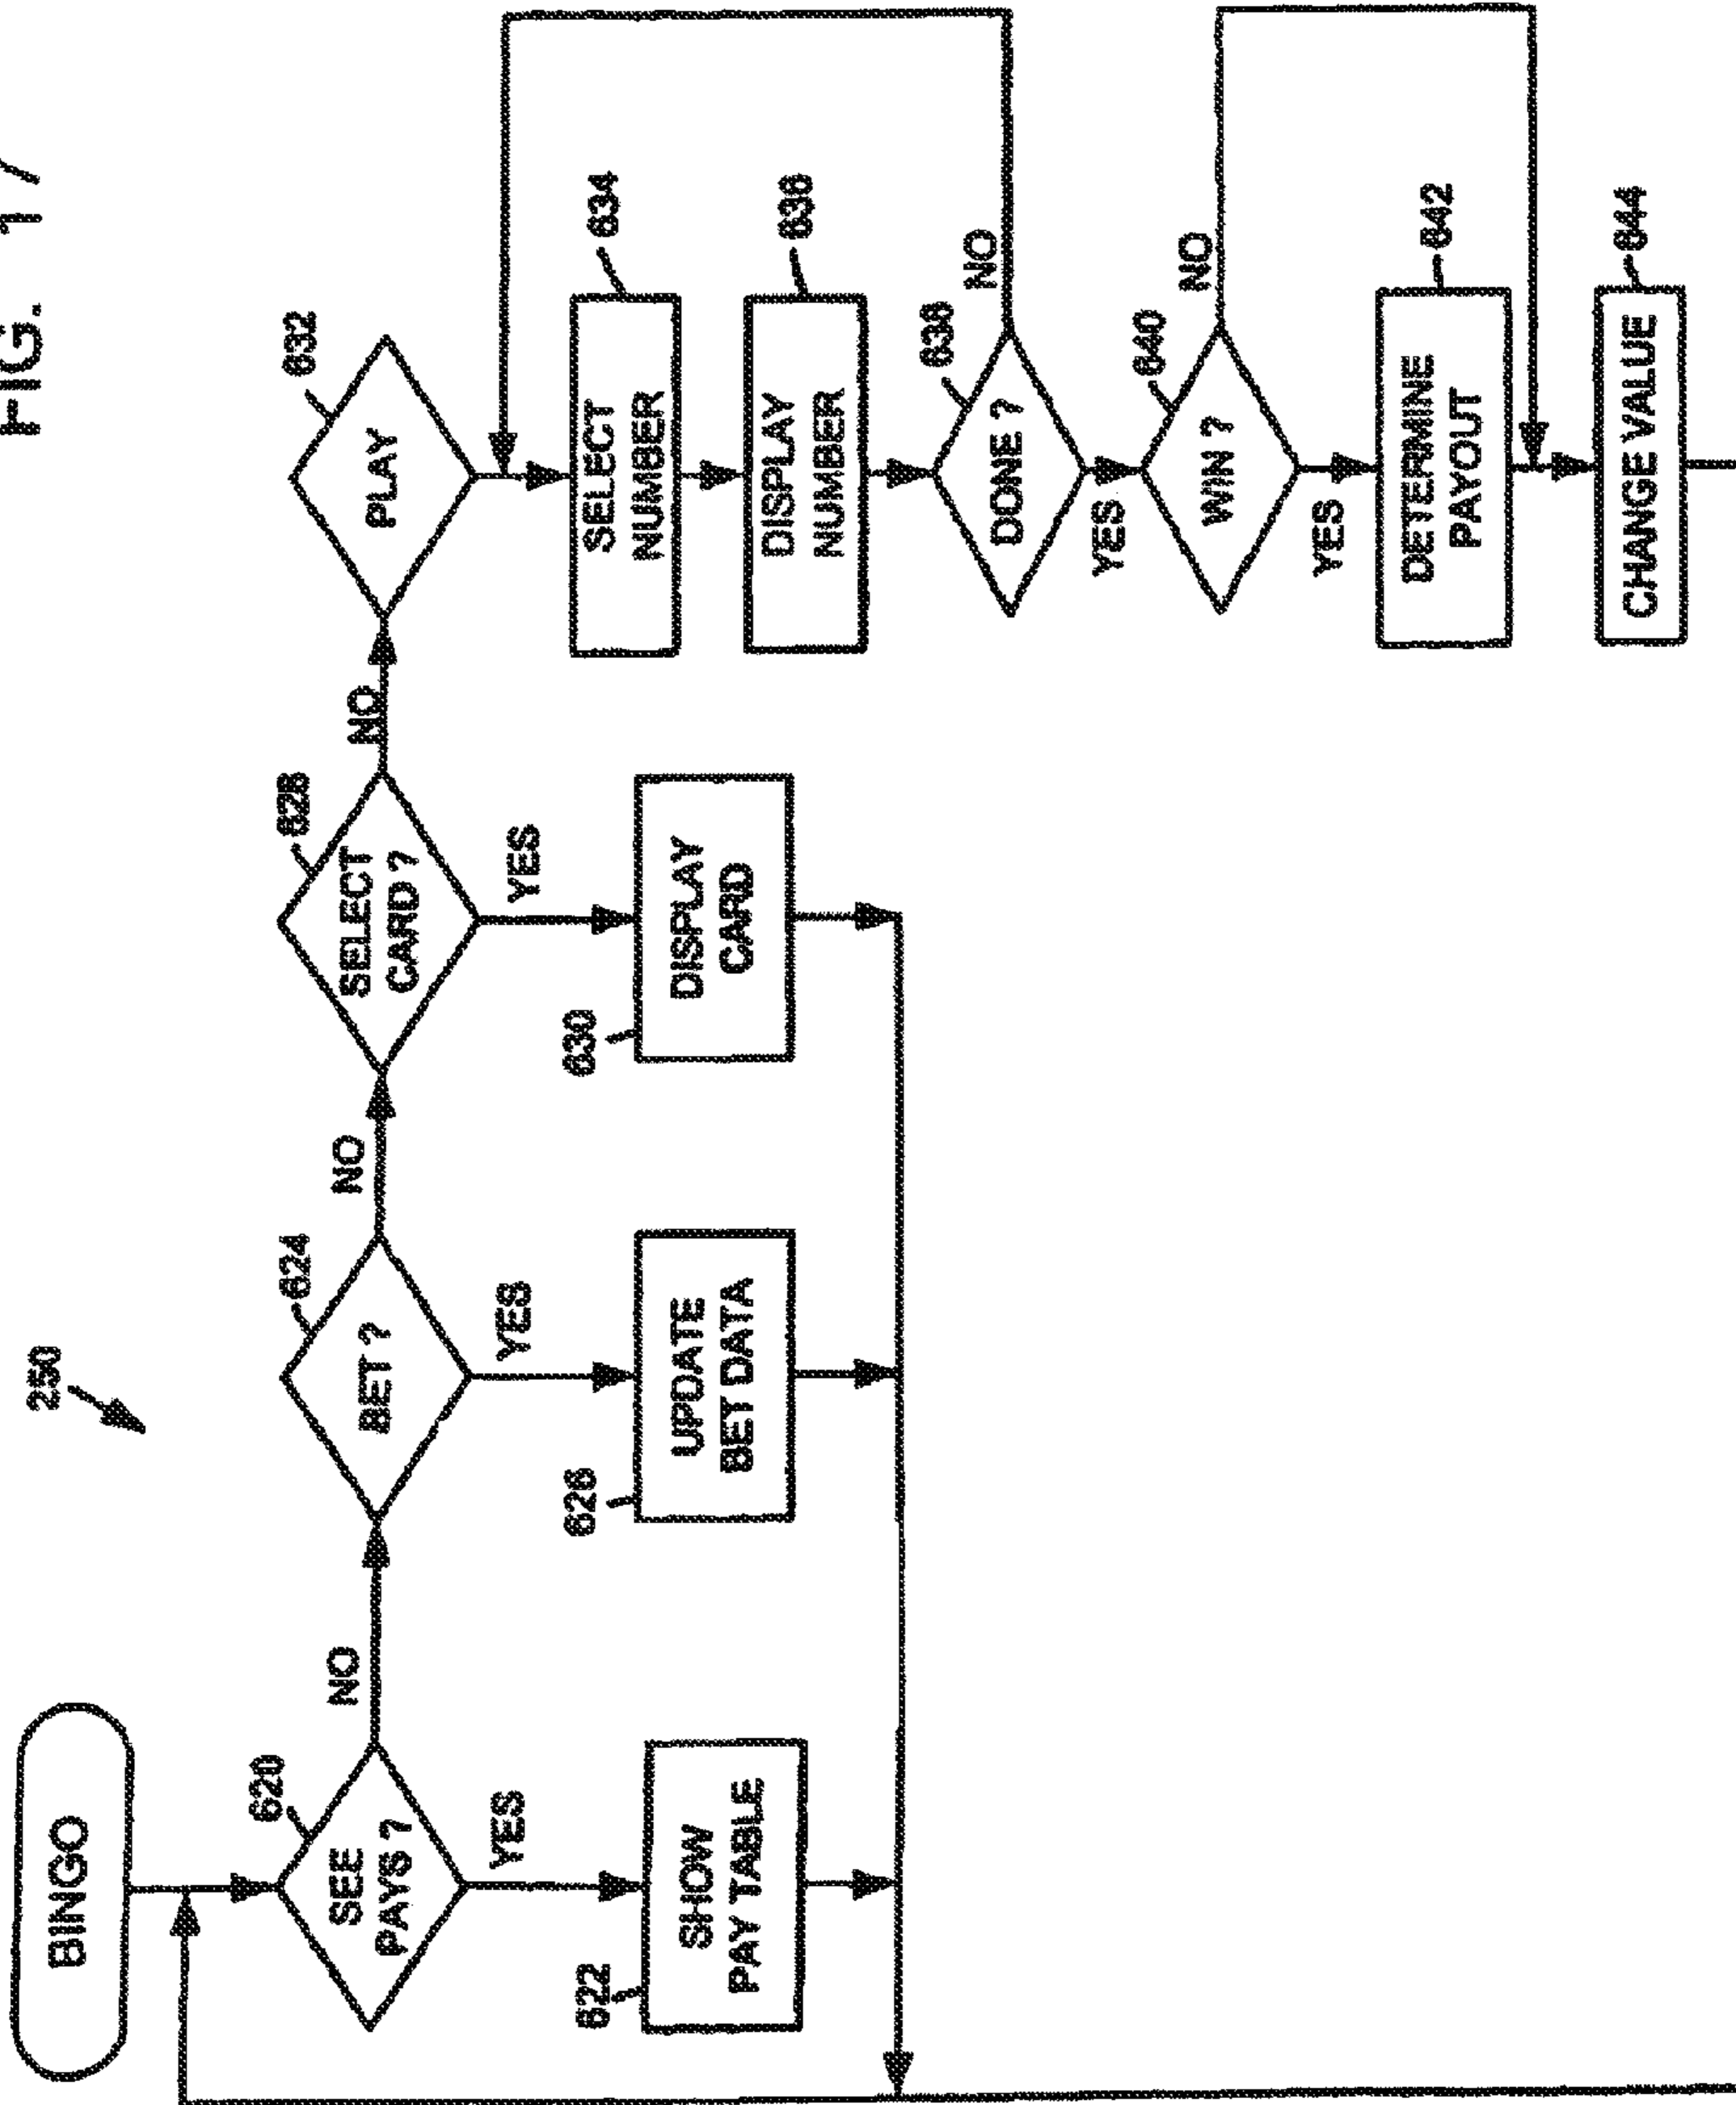 FIG. 17
250
BINGO
620
SEE
PAYS ?
NO
YES
622
SHOW
PAY TABLE
624
BET ?
NO
YES
626
UPDATE
BET DATA
628
SELECT
CARD ?
NO
YES
630
DISPLAY
CARD
632
PLAY
634
SELECT
NUMBER
636
DISPLAY
NUMBER
638
DONE ?
NO
YES
640
WIN ?
NO
YES
642
DETERMINE
PAYOUT
644
CHANGE VALUE